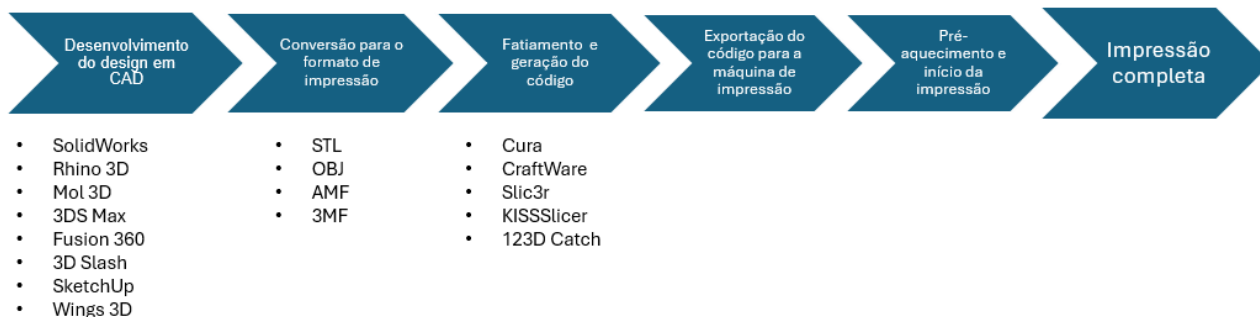 Desenvolvimento
do design em
CAD
Conversão para o
formato de
impressão
Fatiamento e
geração do
código
Exportação do
código para a
máquina de
impressão
Pré-
aquecimento e
início da
impressão
Impressão
completa
• SolidWorks
• Rhino 3D
• Mol 3D
• 3DS Max
• Fusion 360
• 3D Slash
• SketchUp
• Wings 3D
• STL
• OBJ
• AMF
• 3MF
• Cura
• CraftWare
• Slic3r
• KISSSlicer
• 123D Catch